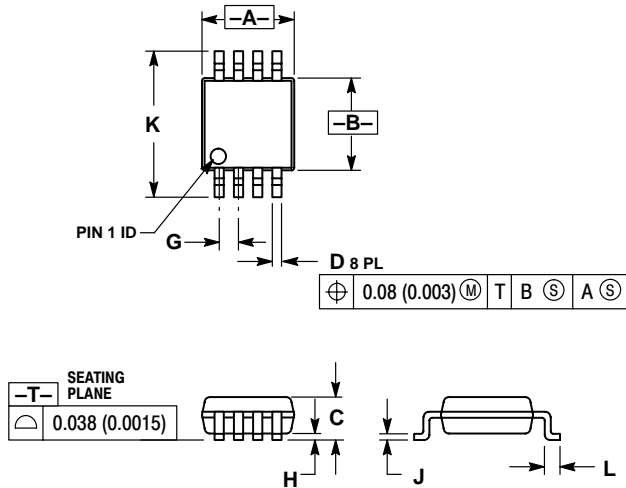 –A–
K
–B–
PIN 1 ID
G
D 8 PL
⌖ 0.08 (0.003) Ⓜ T B Ⓢ A Ⓢ
–T– SEATING PLANE
⌓ 0.038 (0.0015)
C
H
J
L